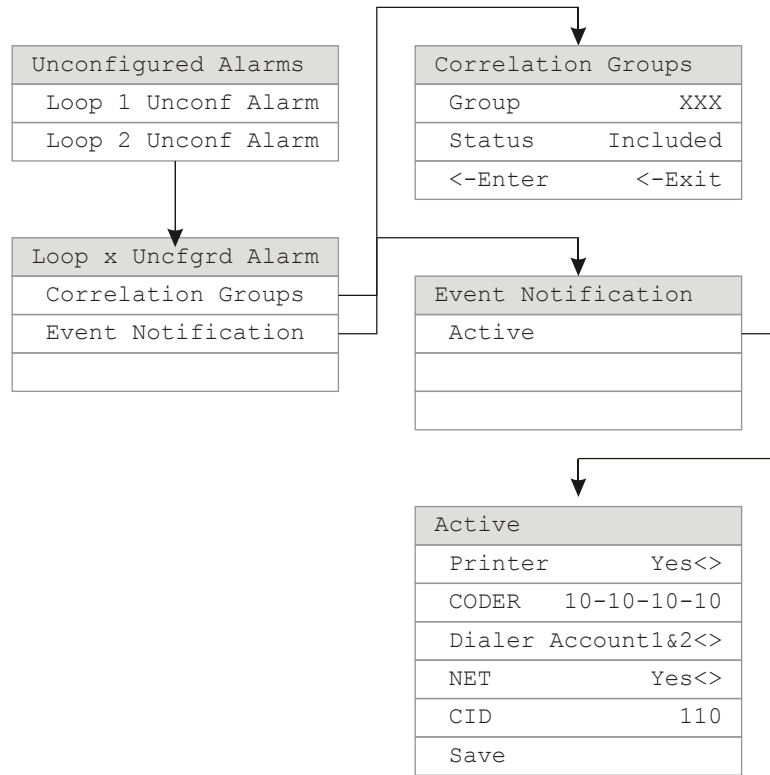 Unconfigured Alarms
Loop 1 Unconf Alarm
Loop 2 Unconf Alarm
Loop x Uncfgrd Alarm
Correlation Groups
Event Notification
Correlation Groups
Group XXX
Status Included
<-Enter <-Exit
Event Notification
Active
Active
Printer Yes<>
CODER 10-10-10-10
Dialer Account1&2<>
NET Yes<>
CID 110
Save